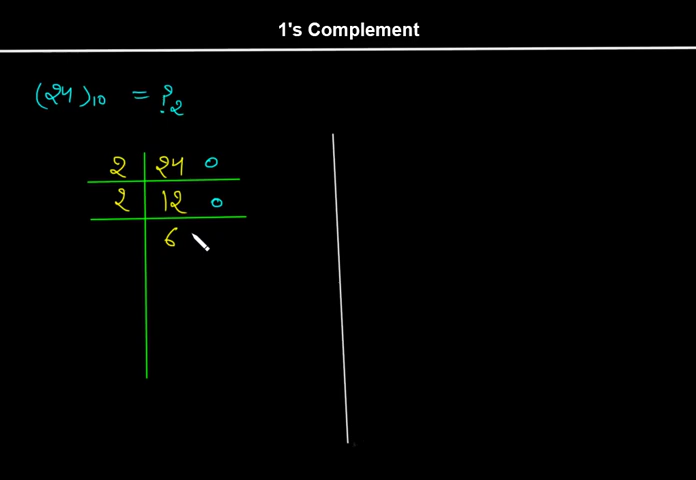 1's Complement
(24)10 = ?2
2 24 0
2 12 0
6